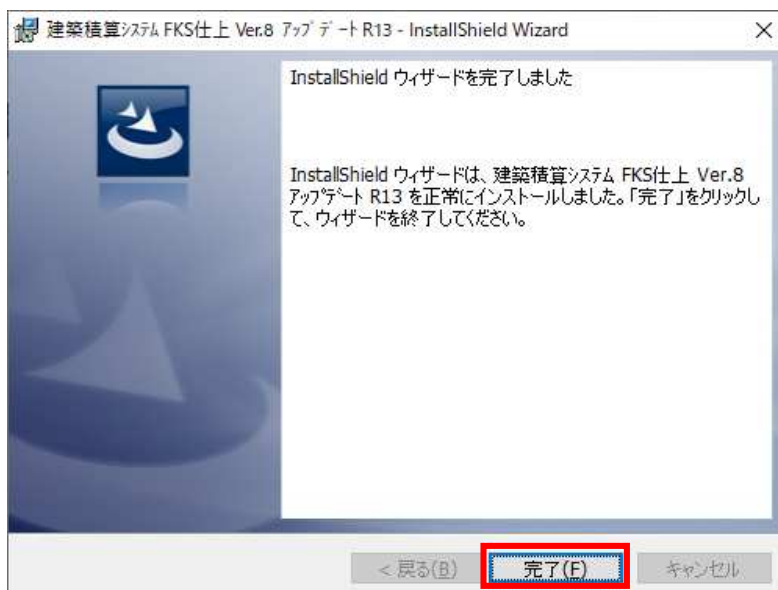 建築積算システム FKS仕上 Ver.8 アップデート R13 - InstallShield Wizard
InstallShield ウィザードを完了しました
InstallShield ウィザードは、建築積算システム FKS仕上 Ver.8
アップデート R13 を正常にインストールしました。「完了」をクリックし
て、ウィザードを終了してください。
< 戻る(B)
完了(F)
キャンセル